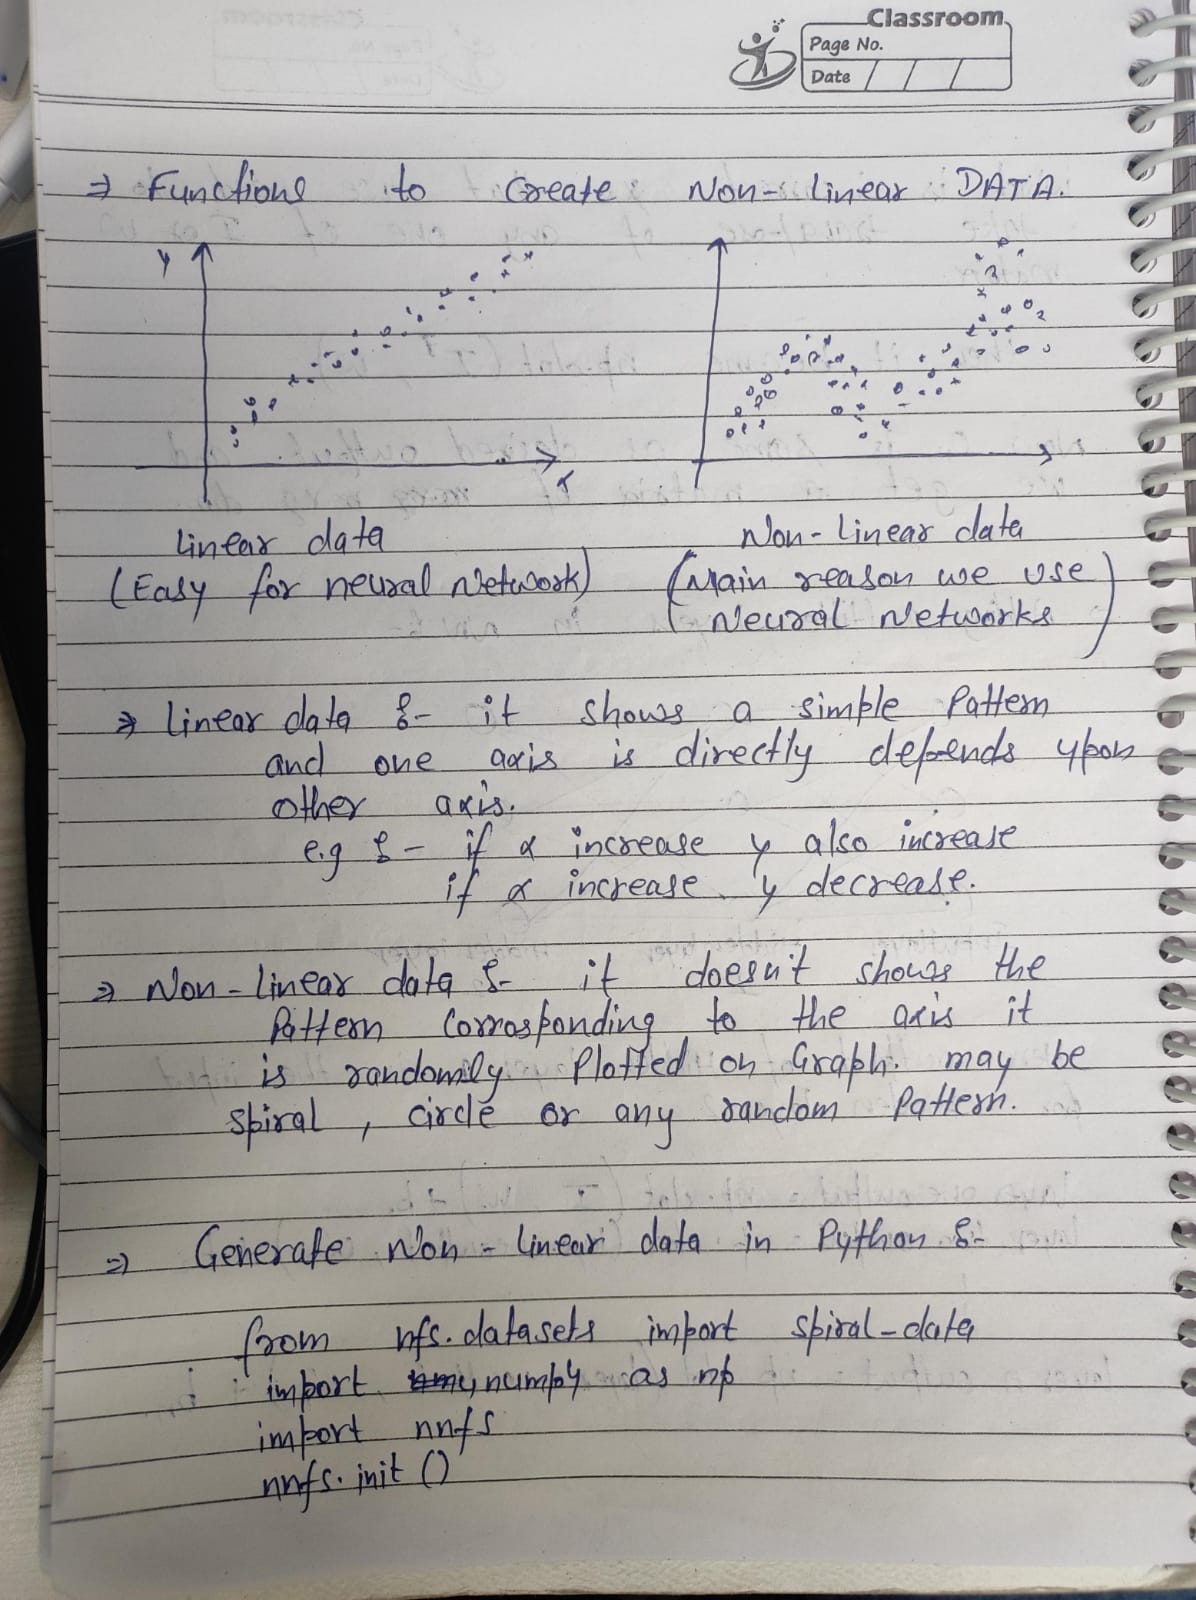 Classroom
Page No.
Date
⇒ Functions to Create Non-linear DATA.
y
x
linear data
(Easy for neural Network)
Non-linear data
(Main reason we use
Neural Networks)
⇒ linear data :- it shows a simple Pattern
and one axis is directly depends upon
other axis.
e.g :- if x increase y also increase
if x increase y decrease.
⇒ Non-linear data :- it doesn't shows the
Pattern Corrosponding to the axis it
is randomily Plotted on Graph. may be
spiral, circle or any random Pattern.
⇒ Generate Non-linear data in Python :-
from nfs.datasets import spiral-data
import numpy as np
import nnfs
nnfs.init()